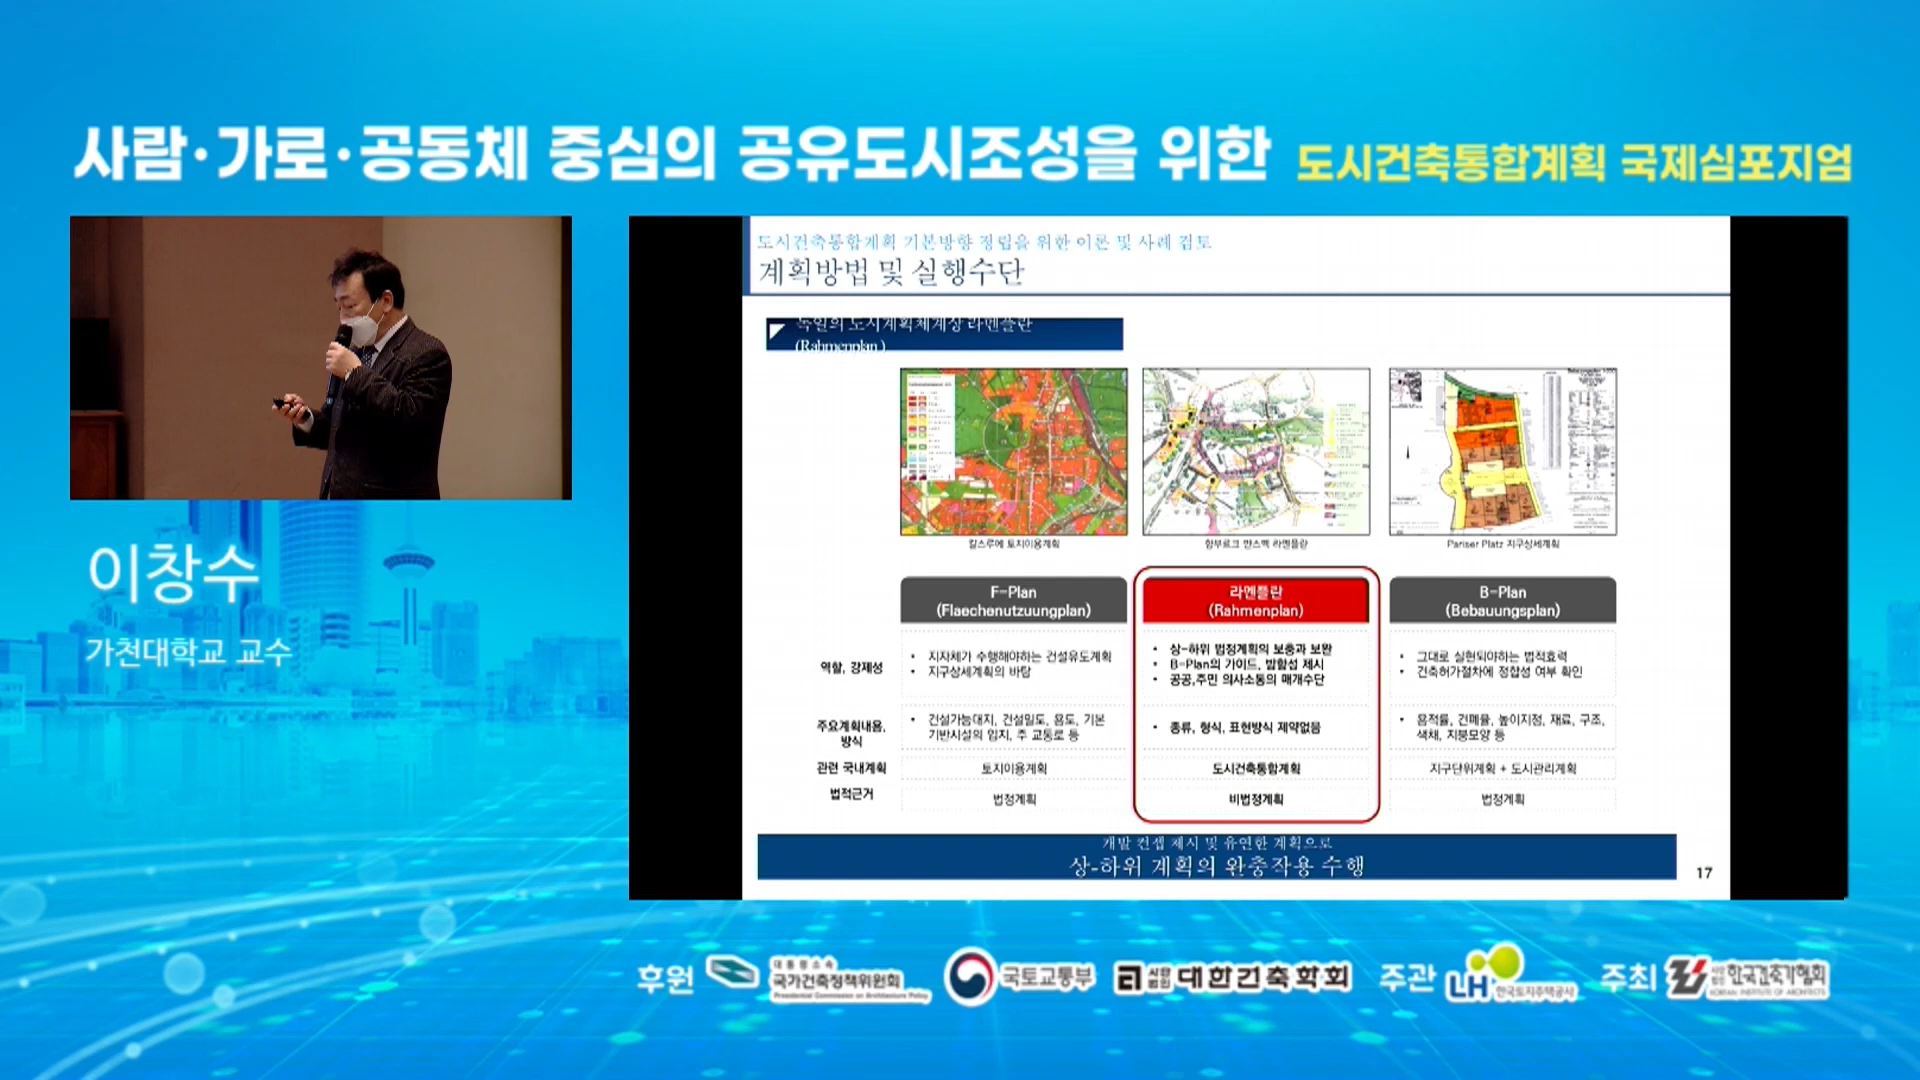 사람·가로·공동체 중심의 공유도시조성을 위한 도시건축통합계획 국제심포지엄
이창수
가천대학교 교수
도시건축통합계획 기본방향 정립을 위한 이론 및 사례 검토
계획방법 및 실행수단
독일의 도시계획체계상 라멘플란
(Rahmenplan)
칼스루에 토지이용계획
함부르크 반스벡 라멘플란
Pariser Platz 지구상세계획
F-Plan
(Flaechenutzuungplan)
라멘플란
(Rahmenplan)
B-Plan
(Bebauungsplan)
역할, 강제성
• 지자체가 수행해야하는 건설유도계획
• 지구상세계획의 바탕
• 상-하위 법정계획의 보충과 보완
• B-Plan의 가이드, 방향성 제시
• 공공,주민 의사소통의 매개수단
• 그대로 실현되야하는 법적효력
• 건축허가절차에 정합성 여부 확인
주요계획내용,
방식
• 건설가능대지, 건설밀도, 용도, 기본
기반시설의 입지, 주 교통로 등
• 종류, 형식, 표현방식 제약없음
• 용적률, 건폐율, 높이지점, 재료, 구조,
색채, 지붕모양 등
관련 국내계획
토지이용계획
도시건축통합계획
지구단위계획 + 도시관리계획
법적근거
법정계획
비법정계획
법정계획
개발 컨셉 제시 및 유연한 계획으로
상-하위 계획의 완충작용 수행
17
후원
대통령소속
국가건축정책위원회
Presidential Commission on Architecture Policy
국토교통부
사단법인 대한건축학회
주관
LH 한국토지주택공사
주최
한국건축가협회
KOREAN INSTITUTE OF ARCHITECTS